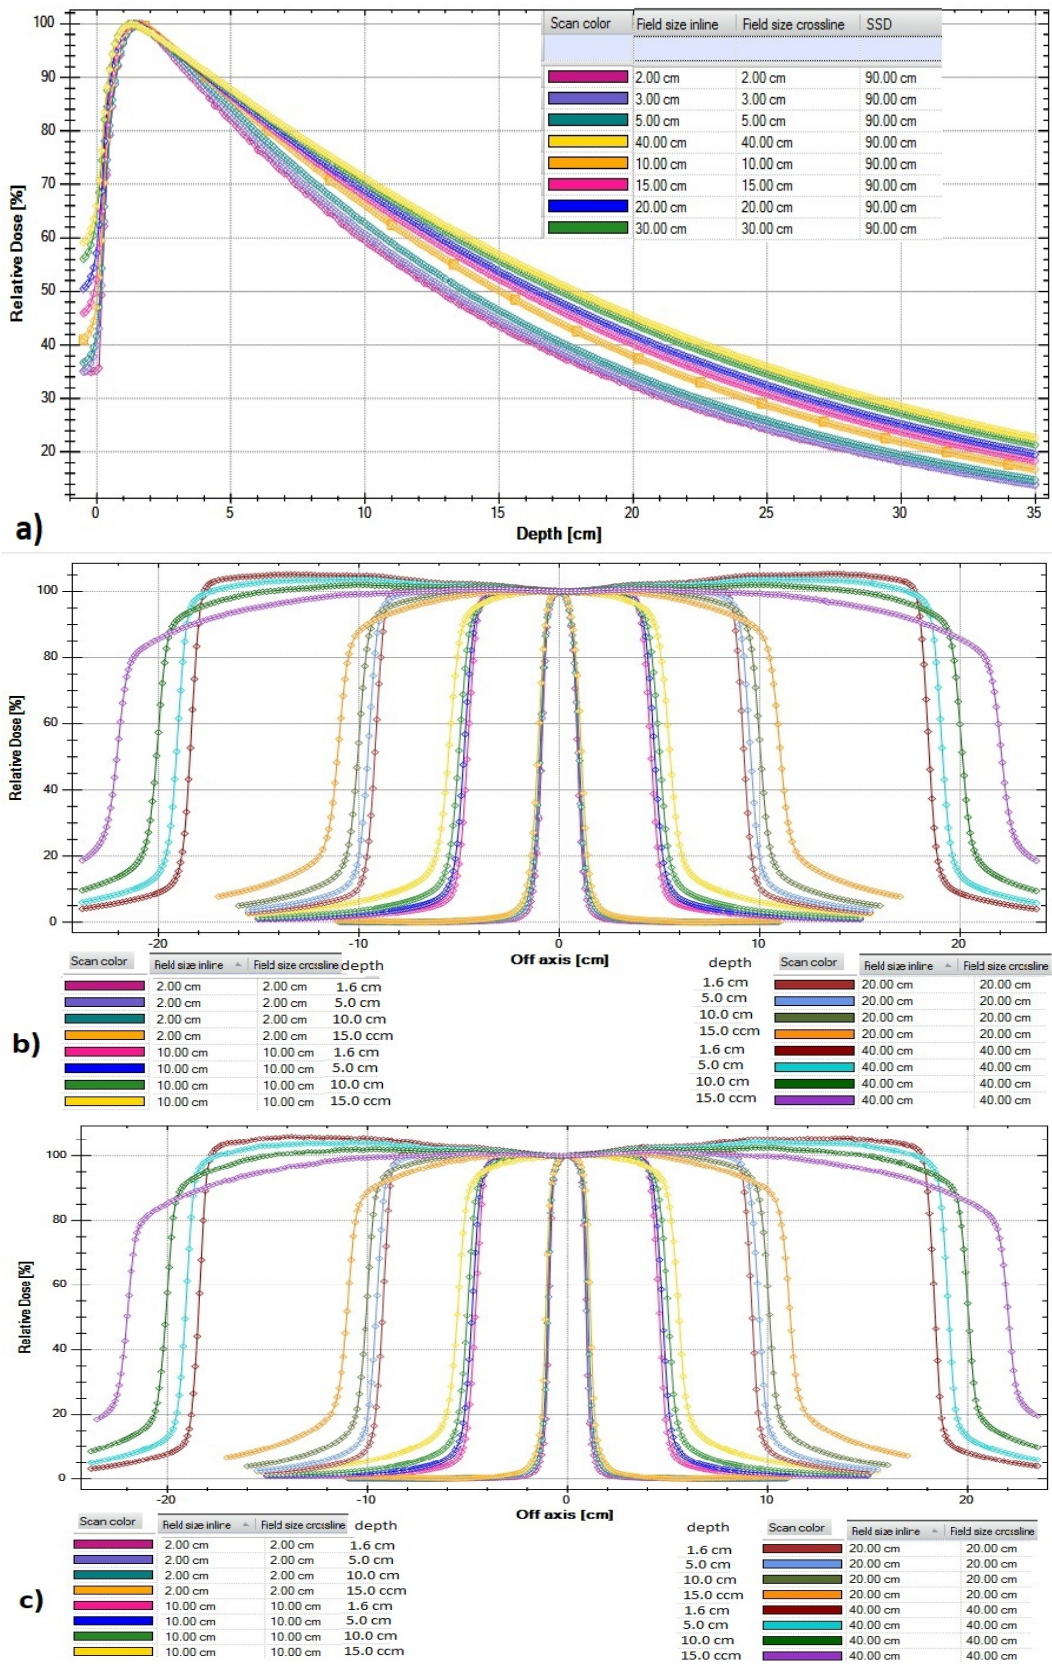 Scan color Field size inline Field size crossline SSD
2.00 cm 2.00 cm 90.00 cm
3.00 cm 3.00 cm 90.00 cm
5.00 cm 5.00 cm 90.00 cm
40.00 cm 40.00 cm 90.00 cm
10.00 cm 10.00 cm 90.00 cm
15.00 cm 15.00 cm 90.00 cm
20.00 cm 20.00 cm 90.00 cm
30.00 cm 30.00 cm 90.00 cm
100
90
80
70
60
50
40
30
20
Relative Dose [%]
0 5 10 15 20 25 30 35
Depth [cm]
a)
100
80
60
40
20
0
Relative Dose [%]
-20 -10 0 10 20
Off axis [cm]
Scan color Field size inline Field size crossline depth
2.00 cm 2.00 cm 1.6 cm
2.00 cm 2.00 cm 5.0 cm
2.00 cm 2.00 cm 10.0 cm
2.00 cm 2.00 cm 15.0 ccm
10.00 cm 10.00 cm 1.6 cm
10.00 cm 10.00 cm 5.0 cm
10.00 cm 10.00 cm 10.0 cm
10.00 cm 10.00 cm 15.0 ccm
depth Scan color Field size inline Field size crossline
1.6 cm 20.00 cm 20.00 cm
5.0 cm 20.00 cm 20.00 cm
10.0 cm 20.00 cm 20.00 cm
15.0 ccm 20.00 cm 20.00 cm
1.6 cm 40.00 cm 40.00 cm
5.0 cm 40.00 cm 40.00 cm
10.0 cm 40.00 cm 40.00 cm
15.0 ccm 40.00 cm 40.00 cm
b)
100
80
60
40
20
0
Relative Dose [%]
-20 -10 0 10 20
Off axis [cm]
Scan color Field size inline Field size crossline depth
2.00 cm 2.00 cm 1.6 cm
2.00 cm 2.00 cm 5.0 cm
2.00 cm 2.00 cm 10.0 cm
2.00 cm 2.00 cm 15.0 ccm
10.00 cm 10.00 cm 1.6 cm
10.00 cm 10.00 cm 5.0 cm
10.00 cm 10.00 cm 10.0 cm
10.00 cm 10.00 cm 15.0 ccm
depth Scan color Field size inline Field size crossline
1.6 cm 20.00 cm 20.00 cm
5.0 cm 20.00 cm 20.00 cm
10.0 cm 20.00 cm 20.00 cm
15.0 ccm 20.00 cm 20.00 cm
1.6 cm 40.00 cm 40.00 cm
5.0 cm 40.00 cm 40.00 cm
10.0 cm 40.00 cm 40.00 cm
15.0 cm 40.00 cm 40.00 cm
c)